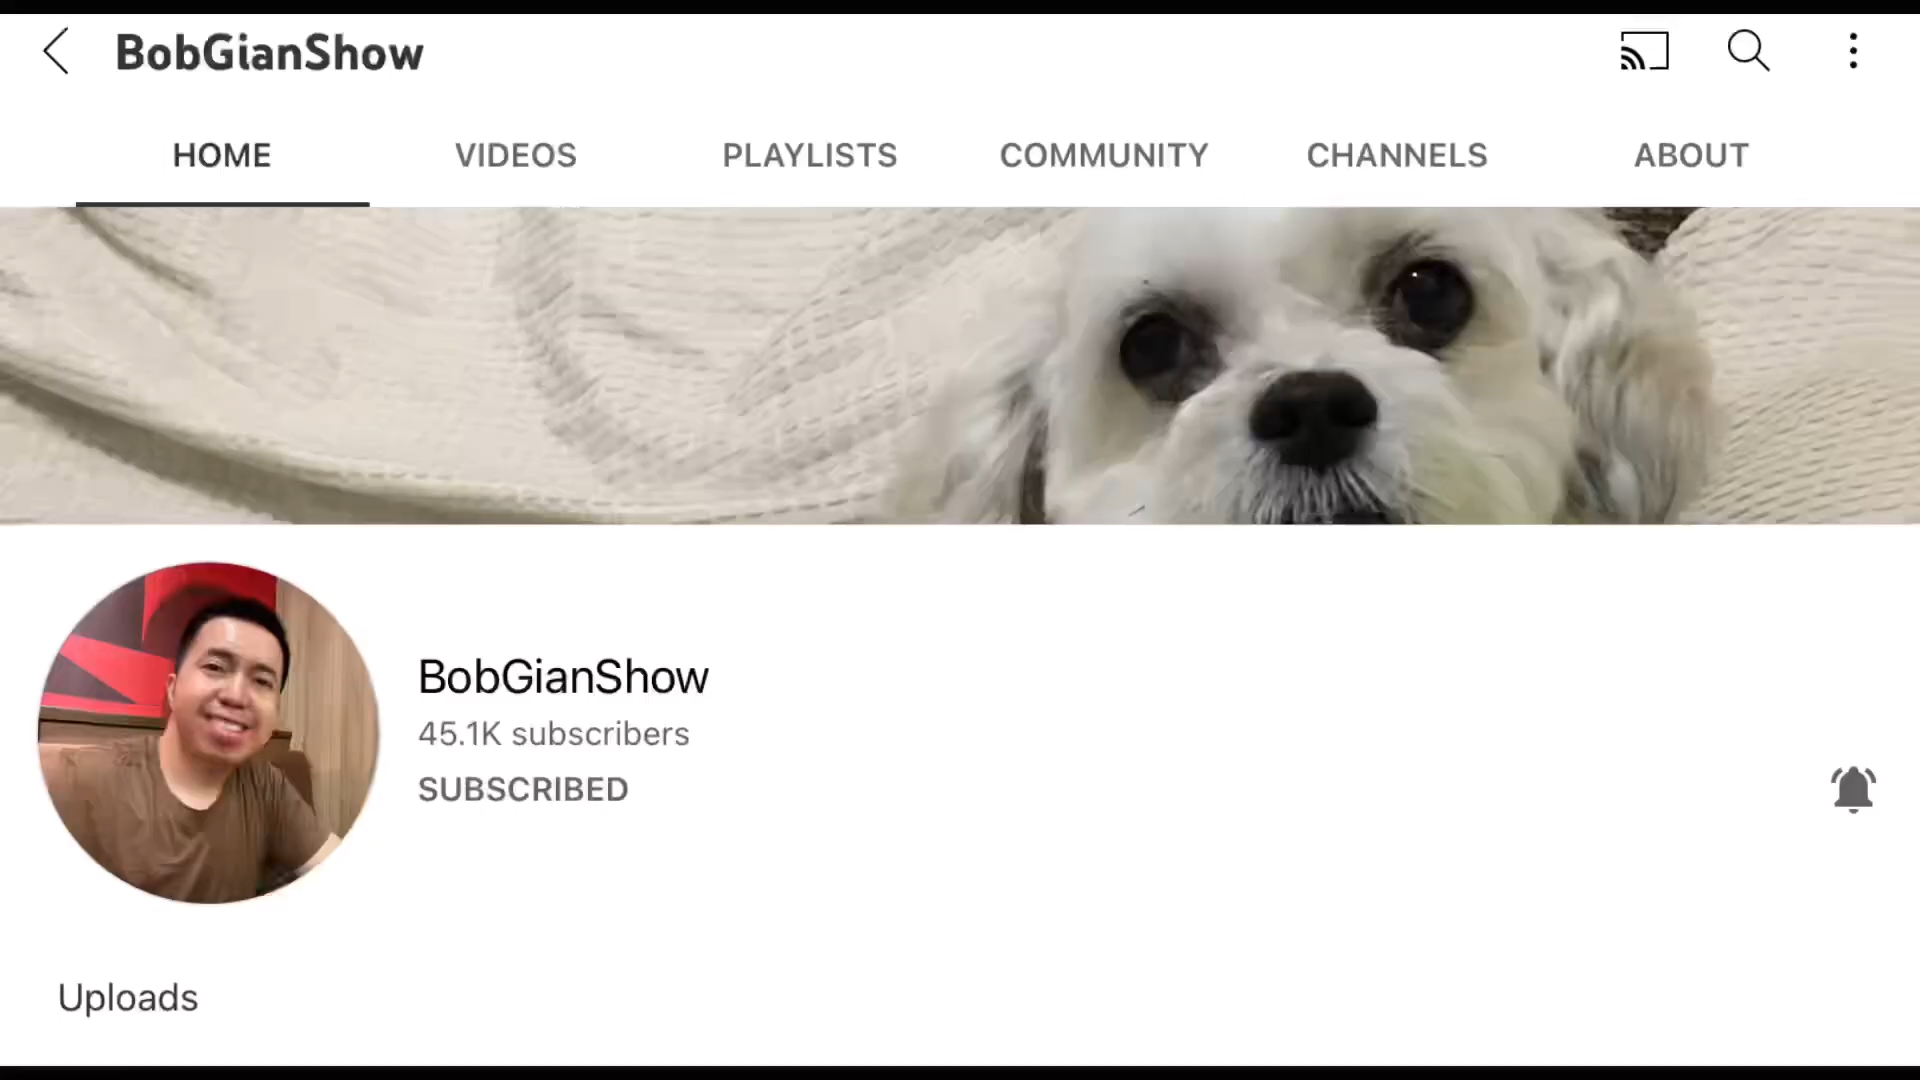 BobGianShow
HOME VIDEOS PLAYLISTS COMMUNITY CHANNELS ABOUT
BobGianShow
45.1K subscribers
SUBSCRIBED
Uploads